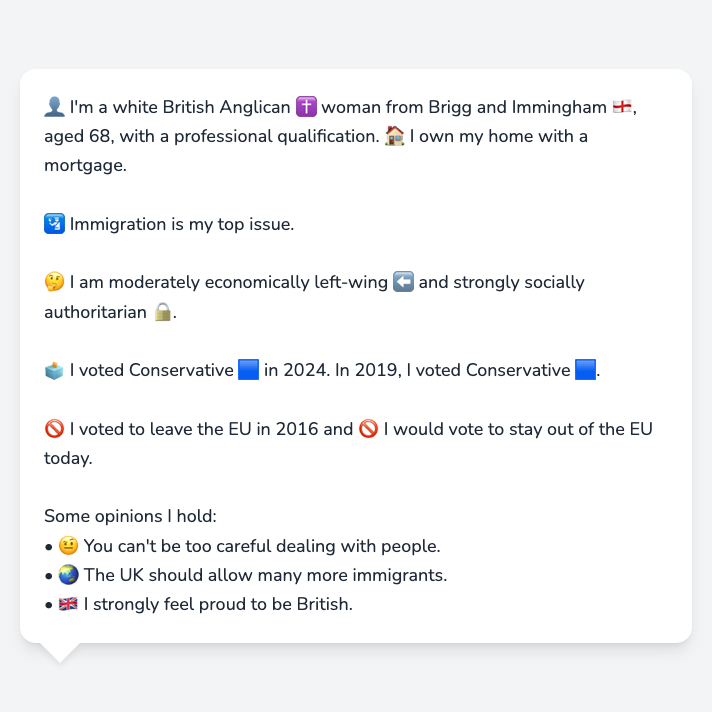 👤 I'm a white British Anglican ✝️ woman from Brigg and Immingham 🏴󠁧󠁢󠁥󠁮󠁧󠁿,
aged 68, with a professional qualification. 🏠 I own my home with a
mortgage.
🛂 Immigration is my top issue.
🤔 I am moderately economically left-wing ⬅️ and strongly socially
authoritarian 🔒.
🗳️ I voted Conservative 🟦 in 2024. In 2019, I voted Conservative 🟦.
🚫 I voted to leave the EU in 2016 and 🚫 I would vote to stay out of the EU
today.
Some opinions I hold:
• 🤨 You can't be too careful dealing with people.
• 🌏 The UK should allow many more immigrants.
• 🇬🇧 I strongly feel proud to be British.